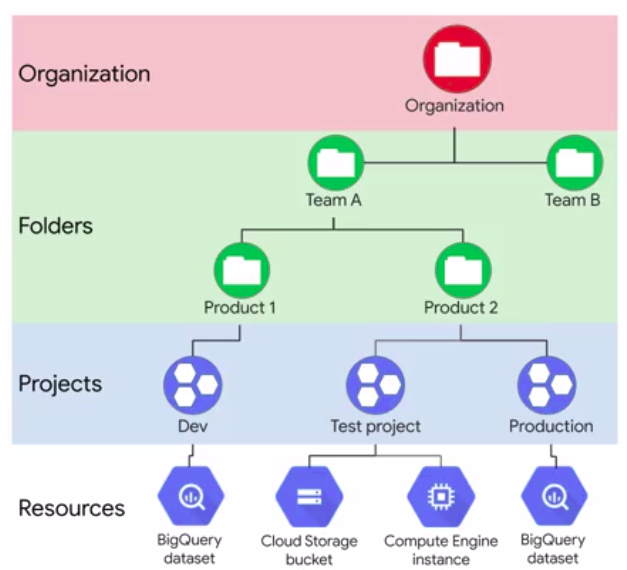 Organization
Organization
Team A
Team B
Folders
Product 1
Product 2
Projects
Dev
Test project
Production
Resources
BigQuery
dataset
Cloud Storage
bucket
Compute Engine
instance
BigQuery
dataset